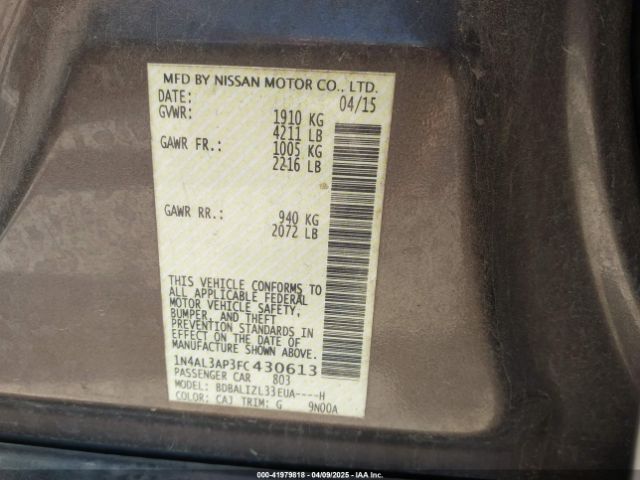 MFD BY NISSAN MOTOR CO., LTD.
DATE: 04/15
GVWR: 1910 KG
4211 LB
GAWR FR.: 1005 KG
2216 LB
GAWR RR.: 940 KG
2072 LB
THIS VEHICLE CONFORMS TO
ALL APPLICABLE FEDERAL
MOTOR VEHICLE SAFETY,
BUMPER, AND THEFT
PREVENTION STANDARDS IN
EFFECT ON THE DATE OF
MANUFACTURE SHOWN ABOVE.
1N4AL3AP3FC430613
PASSENGER CAR 803
MODEL: BDBALIZL33EUA----H
COLOR: CAJ TRIM: G 9N00A
000-41979818 | 04/09/2025 - IAA Inc.